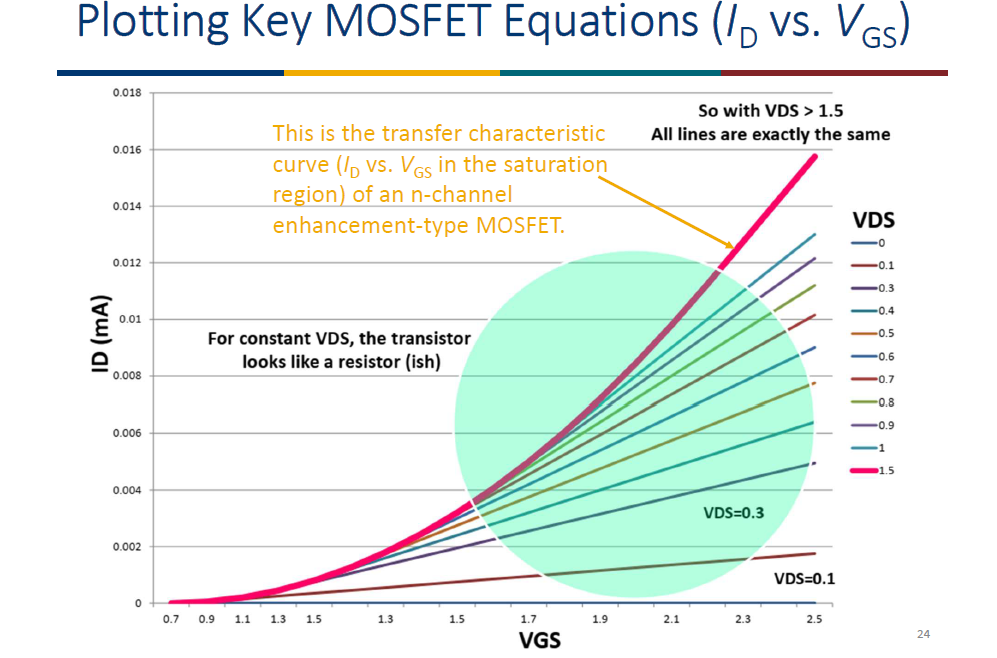 Plotting Key MOSFET Equations (ID vs. VGS)
0.018
0.016
0.014
0.012
0.01
0.008
0.006
0.004
0.002
0
ID (mA)
This is the transfer characteristic
curve (ID vs. VGS in the saturation
region) of an n-channel
enhancement-type MOSFET.
So with VDS > 1.5
All lines are exactly the same
For constant VDS, the transistor
looks like a resistor (ish)
VDS=0.3
VDS=0.1
0.7 0.9 1.1 1.3 1.5 1.3 1.5 1.7 1.9 2.1 2.3 2.5
VGS
VDS
0
0.1
0.3
0.4
0.5
0.6
0.7
0.8
0.9
1
1.5
24